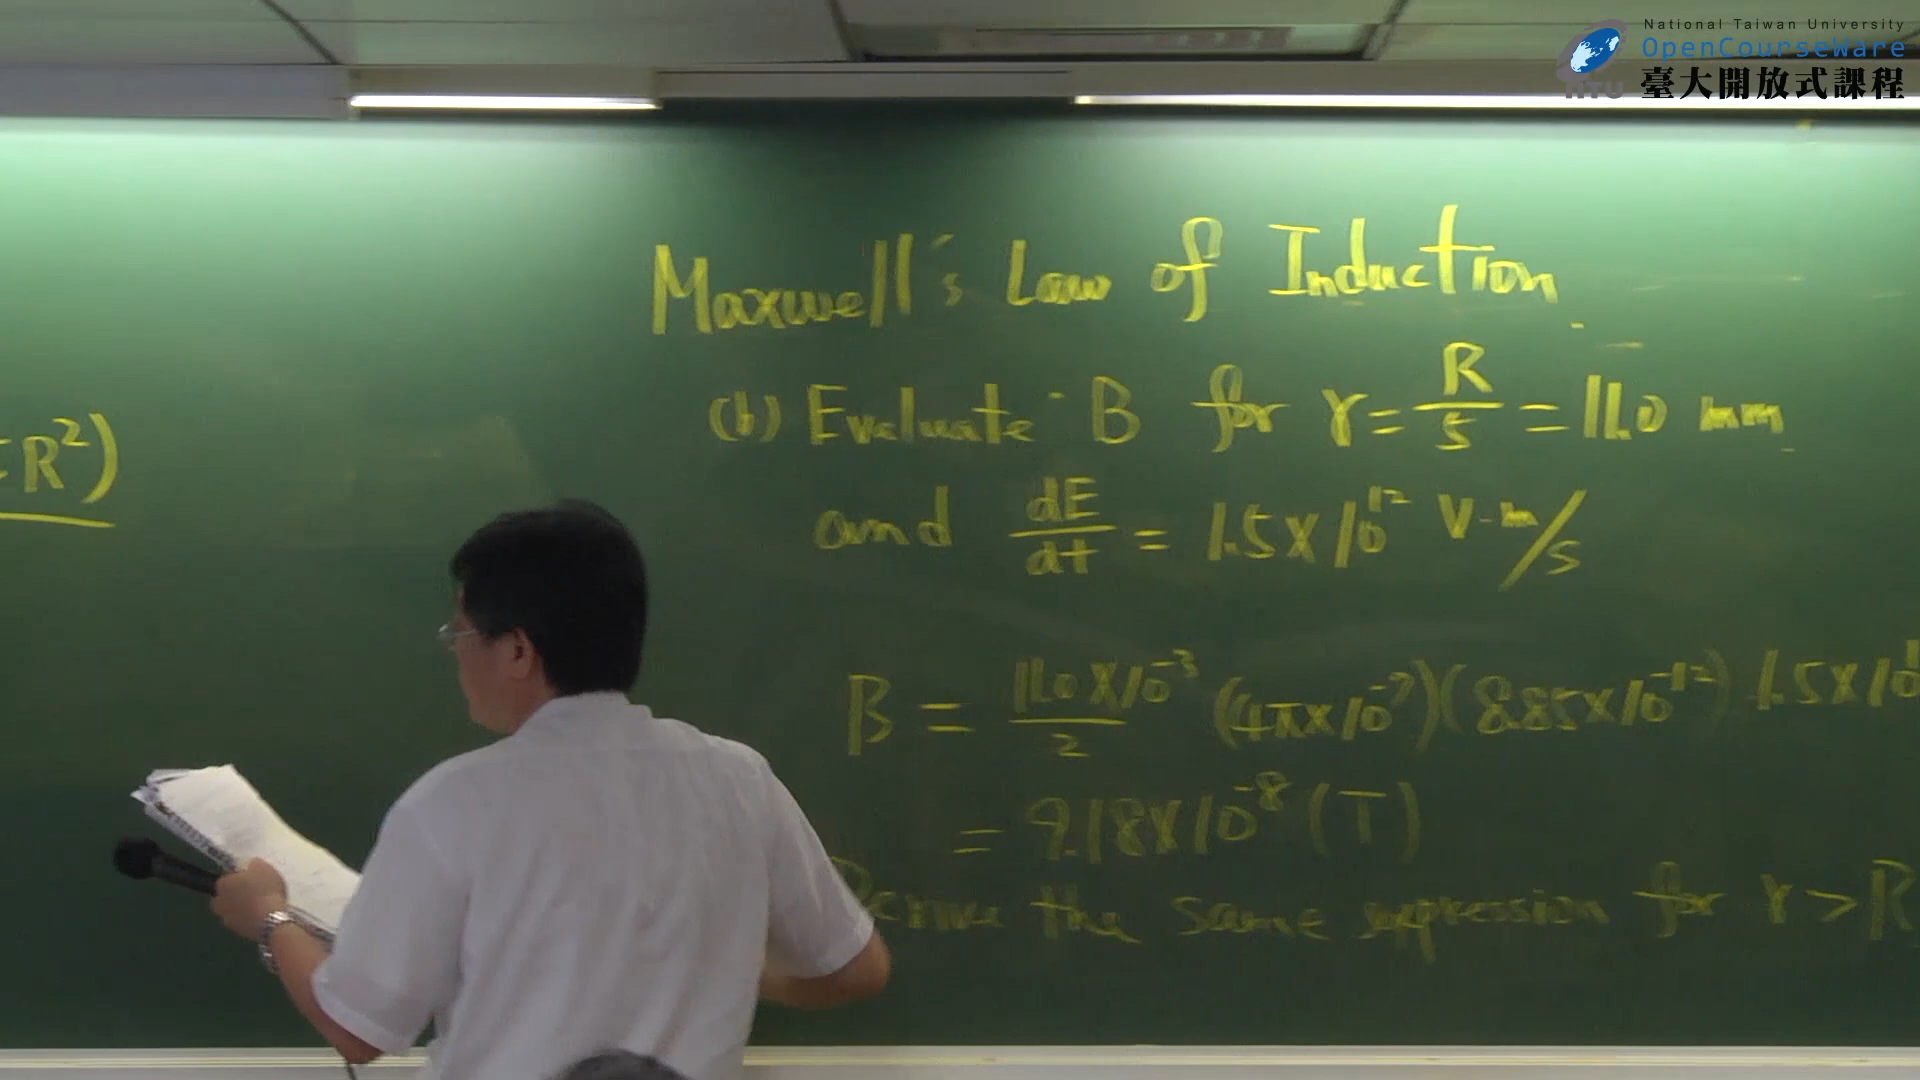 National Taiwan University
OpenCourseWare
臺大開放式課程
NTU
Maxwell's Law of Induction
R²)
(b) Evaluate B for r = R/5 = 11.0 mm
and dE/dt = 1.5 x 10¹² V-m/s
B = 11.0 x 10⁻³/2 (4π x 10⁻⁷)(8.85 x 10⁻¹²) 1.5 x 10
= 9.18 x 10⁻⁸ (T)
the same expression for r > R